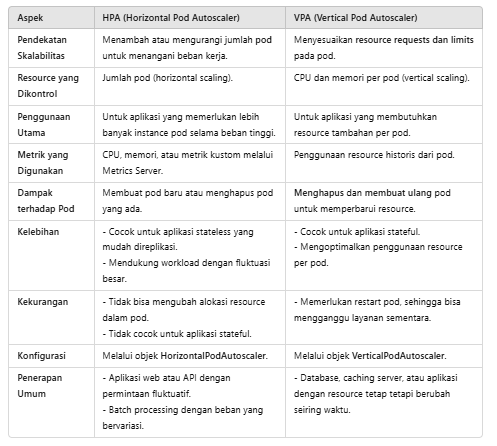 Aspek
HPA (Horizontal Pod Autoscaler)
VPA (Vertical Pod Autoscaler)
Pendekatan
Skalabilitas
Menambah atau mengurangi jumlah pod
untuk menangani beban kerja.
Menyesuaikan resource requests dan limits
pada pod.
Resource yang
Dikontrol
Jumlah pod (horizontal scaling).
CPU dan memori per pod (vertical scaling).
Penggunaan
Utama
Untuk aplikasi yang memerlukan lebih
banyak instance pod selama beban tinggi.
Untuk aplikasi yang membutuhkan
resource tambahan per pod.
Metrik yang
Digunakan
CPU, memori, atau metrik kustom melalui
Metrics Server.
Penggunaan resource historis dari pod.
Dampak
terhadap Pod
Membuat pod baru atau menghapus pod
yang ada.
Menghapus dan membuat ulang pod
untuk memperbarui resource.
Kelebihan
- Cocok untuk aplikasi stateless yang
mudah direplikasi.
- Mendukung workload dengan fluktuasi
besar.
- Cocok untuk aplikasi stateful.
- Mengoptimalkan penggunaan resource
per pod.
Kekurangan
- Tidak bisa mengubah alokasi resource
dalam pod.
- Tidak cocok untuk aplikasi stateful.
- Memerlukan restart pod, sehingga bisa
mengganggu layanan sementara.
Konfigurasi
Melalui objek HorizontalPodAutoscaler.
Melalui objek VerticalPodAutoscaler.
Penerapan
Umum
- Aplikasi web atau API dengan
permintaan fluktuatif.
- Batch processing dengan beban yang
bervariasi.
- Database, caching server, atau aplikasi
dengan resource tetap tetapi berubah
seiring waktu.